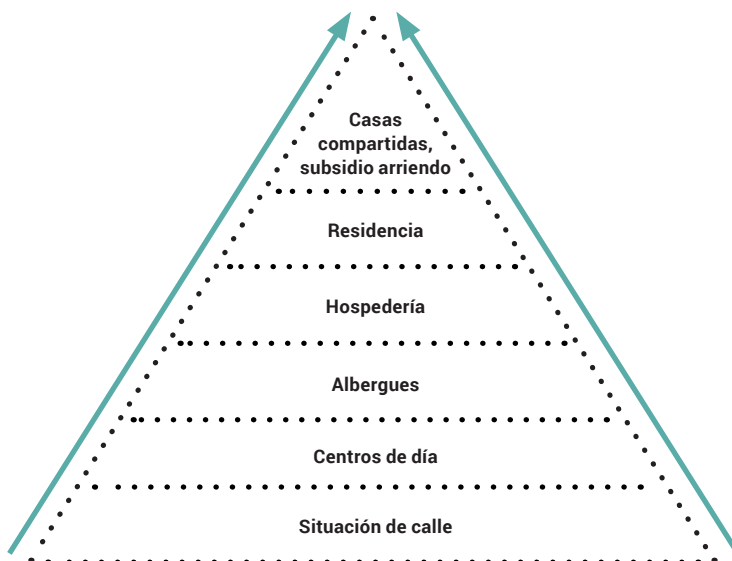 Casas
compartidas,
subsidio arriendo
Residencia
Hospedería
Albergues
Centros de día
Situación de calle